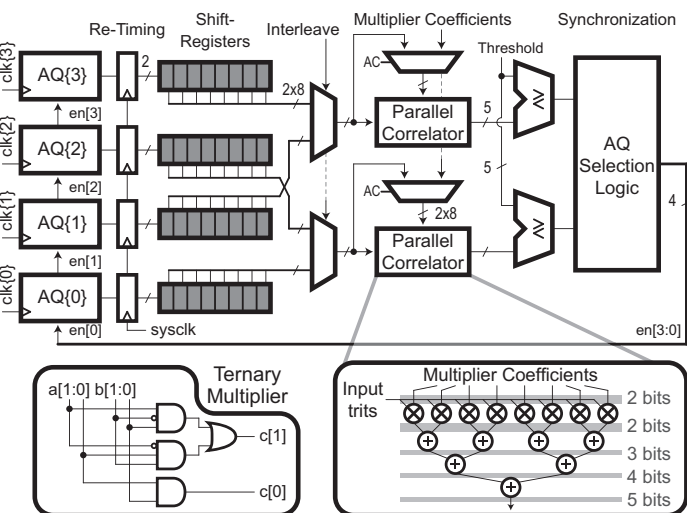 Re-Timing
Shift-
Registers
Interleave
Multiplier Coefficients
Synchronization
clk{3}
AQ{3}
2
2x8
AC
Threshold
en[3]
Parallel
Correlator
5
≥
clk{2}
AQ{2}
en[2]
AQ
Selection
Logic
5
4
clk{1}
AQ{1}
AC
2x8
en[1]
Parallel
Correlator
≥
clk{0}
AQ{0}
en[0]
sysclk
en[3:0]
Ternary
Multiplier
a[1:0] b[1:0]
c[1]
c[0]
Multiplier Coefficients
Input
trits
2 bits
2 bits
3 bits
4 bits
5 bits